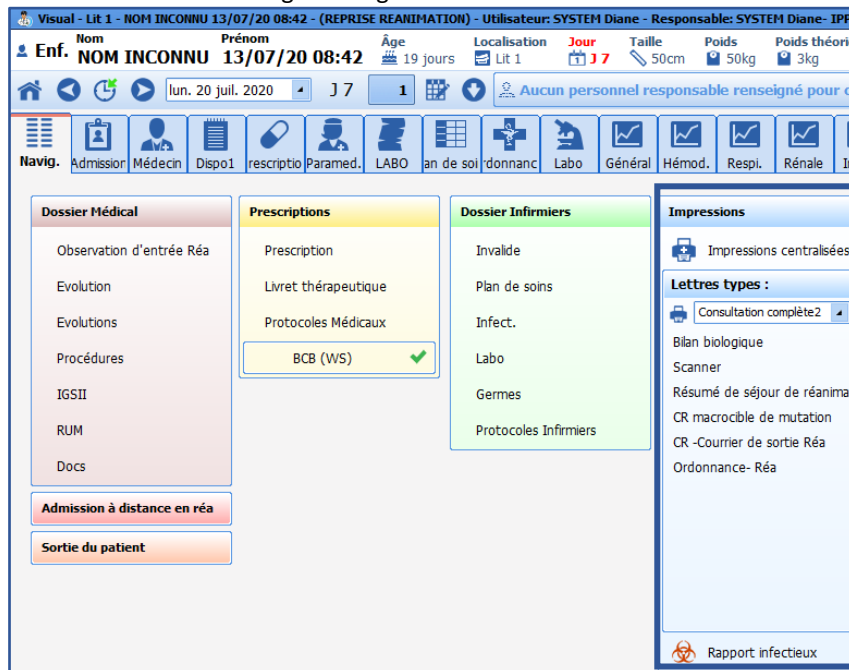 Visual - Lit 1 - NOM INCONNU 13/07/20 08:42 - (REPRISE REANIMATION) - Utilisateur: SYSTEM Diane - Responsable: SYSTEM Diane- IPP
Nom Prénom Âge Localisation Jour Taille Poids Poids théori
Enf. NOM INCONNU 13/07/20 08:42 19 jours Lit 1 J 7 50cm 50kg 3kg
lun. 20 juil. 2020 J 7 1 Aucun personnel responsable renseigné pour c
Navig. Admission Médecin Dispo1 rescriptio Paramed. LABO an de soi rdonnanc Labo Général Hémod. Respi. Rénale
Dossier Médical
Observation d'entrée Réa
Evolution
Evolutions
Procédures
IGSII
RUM
Docs
Admission à distance en réa
Sortie du patient
Prescriptions
Prescription
Livret thérapeutique
Protocoles Médicaux
BCB (WS)
Dossier Infirmiers
Invalide
Plan de soins
Infect.
Labo
Germes
Protocoles Infirmiers
Impressions
Impressions centralisées
Lettres types :
Consultation complète2
Bilan biologique
Scanner
Résumé de séjour de réanima
CR macrocible de mutation
CR -Courrier de sortie Réa
Ordonnance- Réa
Rapport infectieux